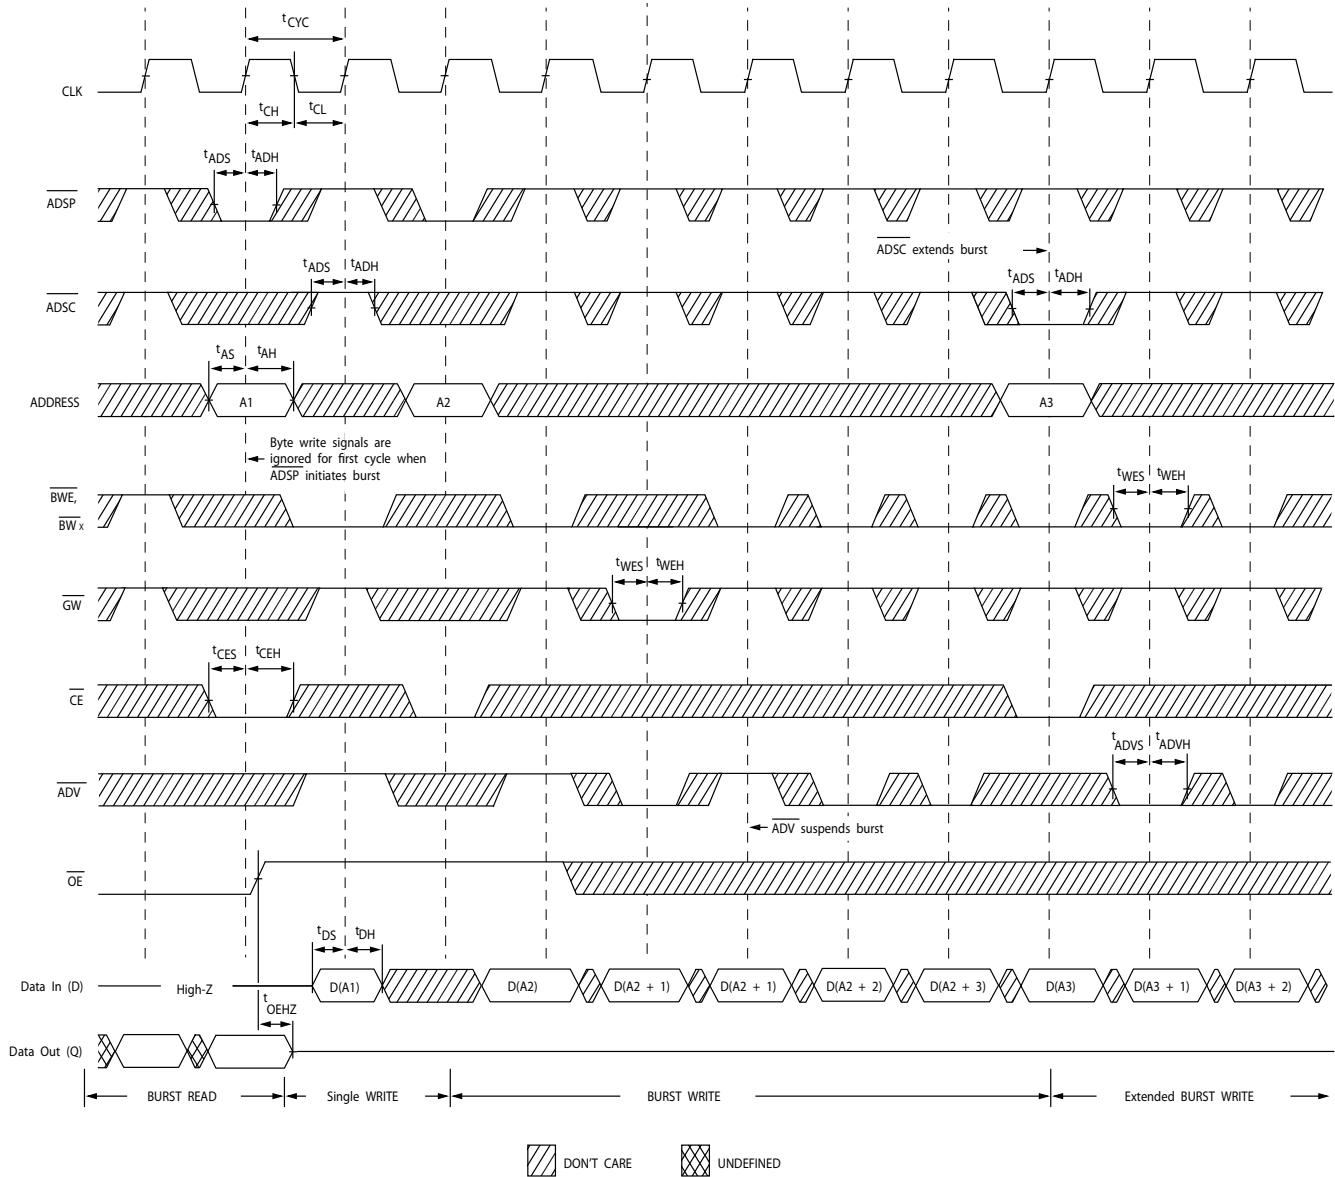 tCYC
CLK
tCH
tCL
tADS
tADH
ADSP
ADSC extends burst
tADS
tADH
tADS
tADH
ADSC
tAS
tAH
ADDRESS
A1
A2
A3
Byte write signals are
ignored for first cycle when
ADSP initiates burst
BWE,
BW X
tWES
tWEH
tWES
tWEH
GW
tCES
tCEH
CE
tADVS
tADVH
ADV
ADV suspends burst
OE
tDS
tDH
Data In (D)
High-Z
D(A1)
D(A2)
D(A2 + 1)
D(A2 + 1)
D(A2 + 2)
D(A2 + 3)
D(A3)
D(A3 + 1)
D(A3 + 2)
tOEHZ
Data Out (Q)
BURST READ
Single WRITE
BURST WRITE
Extended BURST WRITE
DON'T CARE
UNDEFINED